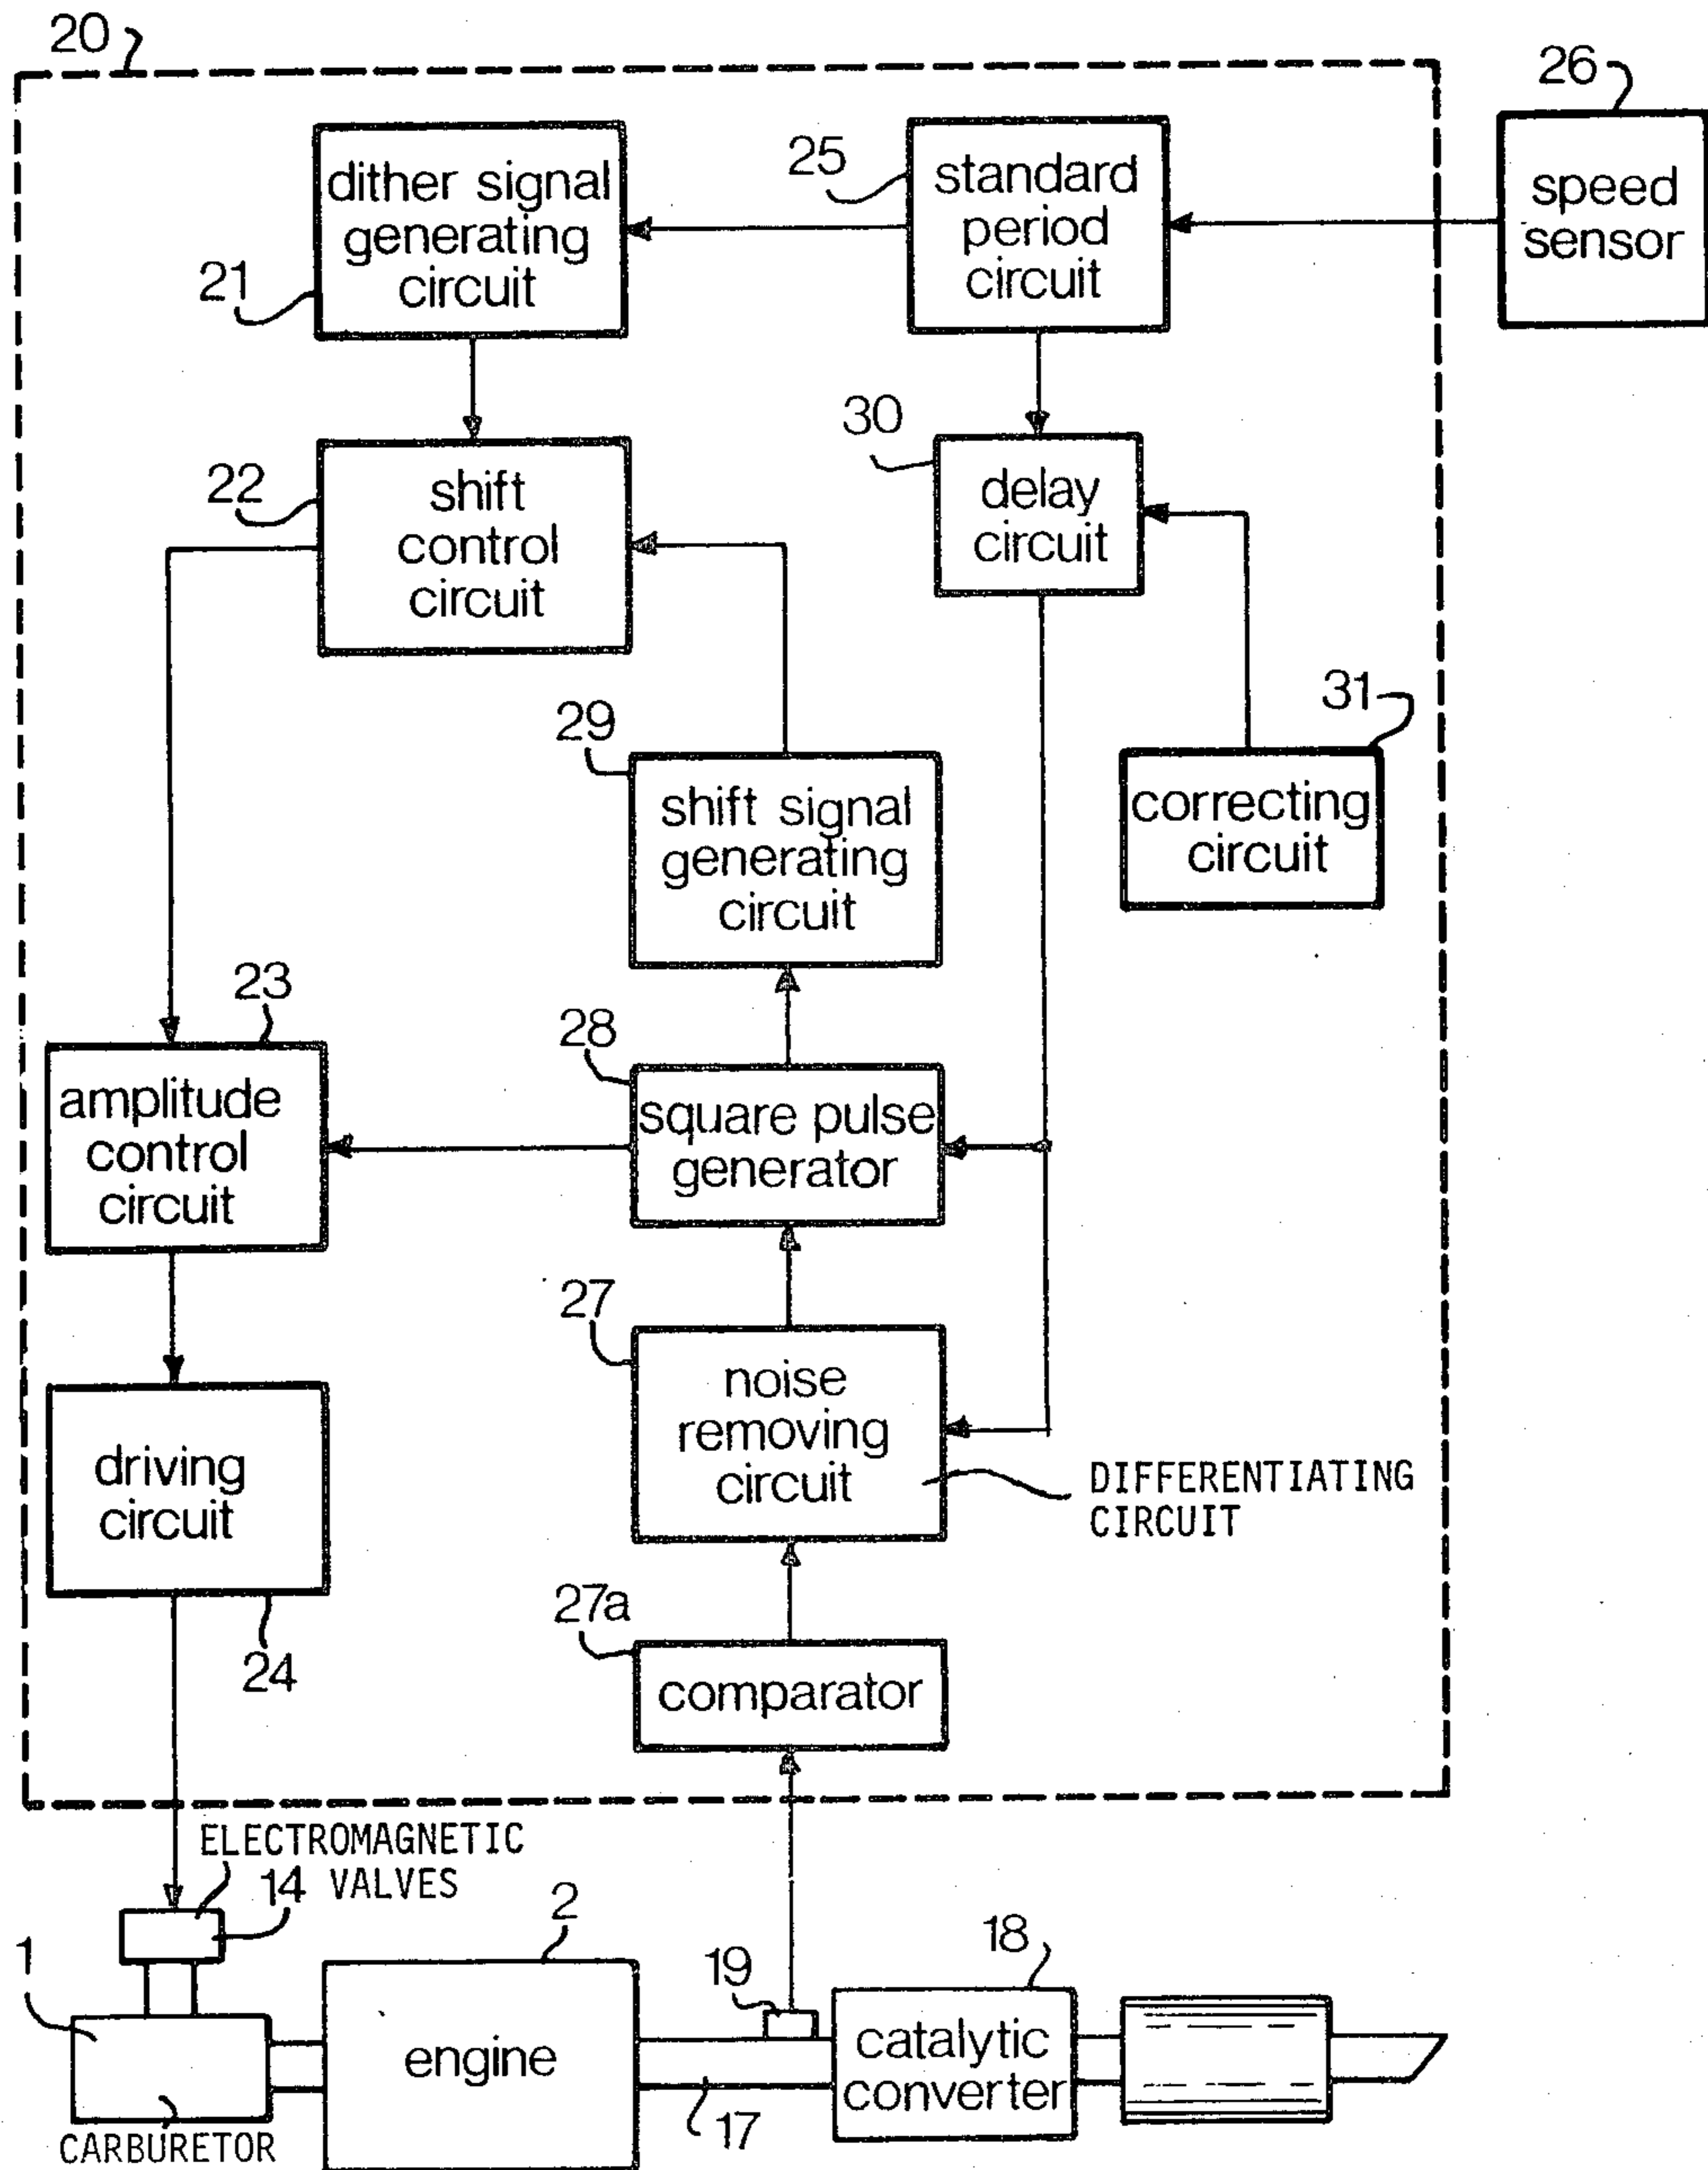 20
26
speed
sensor
25
standard
period
circuit
dither signal
generating
circuit
21
30
delay
circuit
22
shift
control
circuit
31
correcting
circuit
29
shift signal
generating
circuit
23
amplitude
control
circuit
28
square pulse
generator
27
noise
removing
circuit
DIFFERENTIATING
CIRCUIT
driving
circuit
24
27a
comparator
ELECTROMAGNETIC
VALVES
14
1
CARBURETOR
2
engine
19
17
18
catalytic
converter